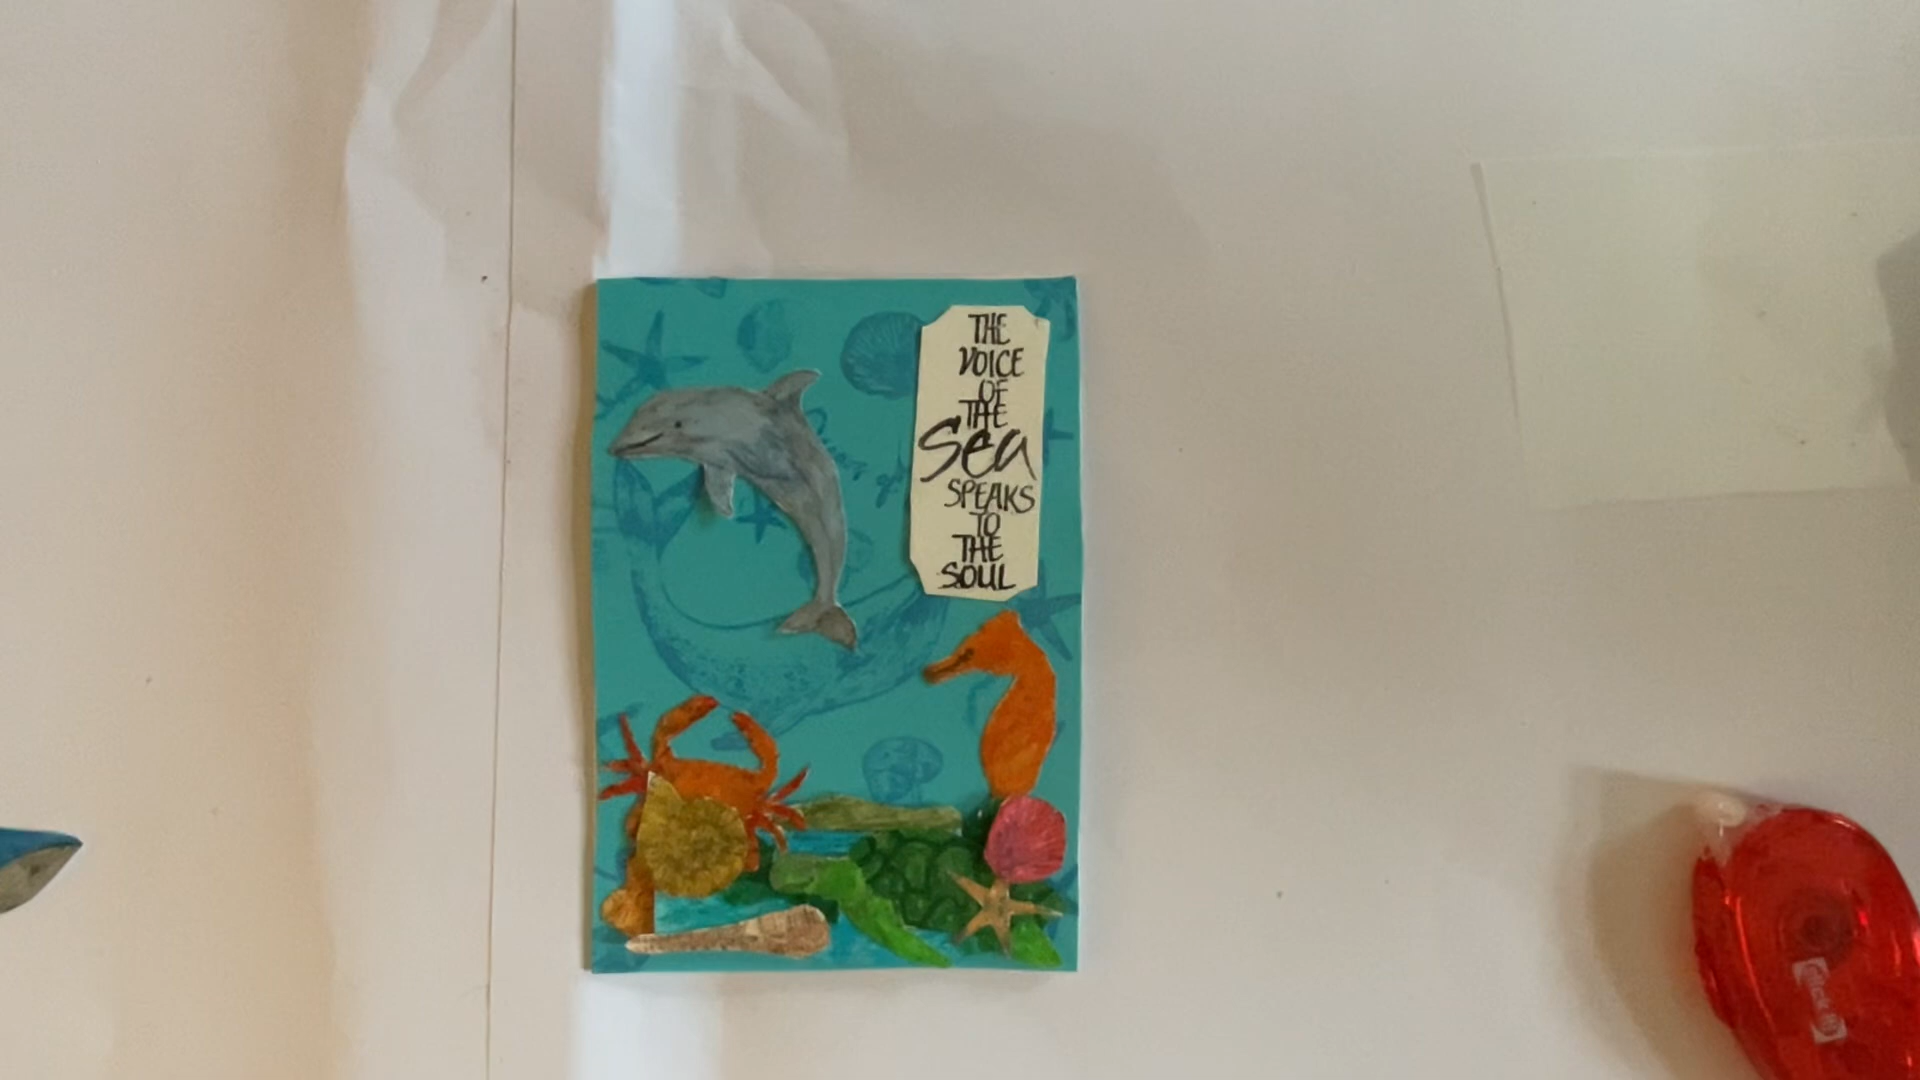 THE
VOICE
OF
THE
Sea
SPEAKS
TO
THE
SOUL